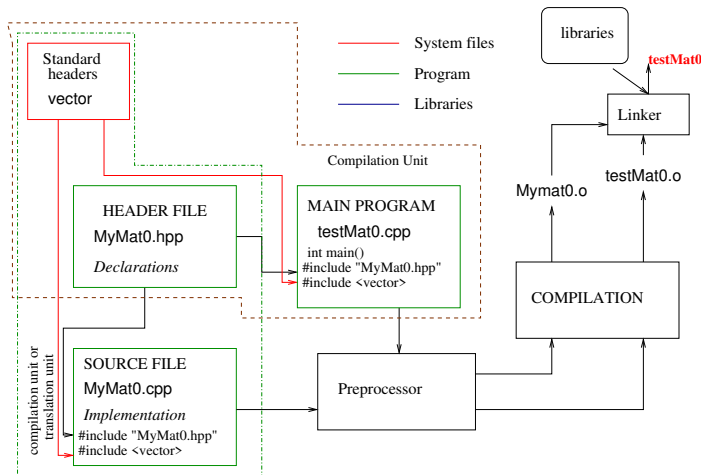 Standard
headers
vector
System files
Program
Libraries
libraries
testMat0
Linker
Compilation Unit
Mymat0.o
testMat0.o
HEADER FILE
MyMat0.hpp
Declarations
MAIN PROGRAM
testMat0.cpp
int main()
#include "MyMat0.hpp"
#include <vector>
COMPILATION
compilation unit or
translation unit
SOURCE FILE
MyMat0.cpp
Implementation
#include "MyMat0.hpp"
#include <vector>
Preprocessor